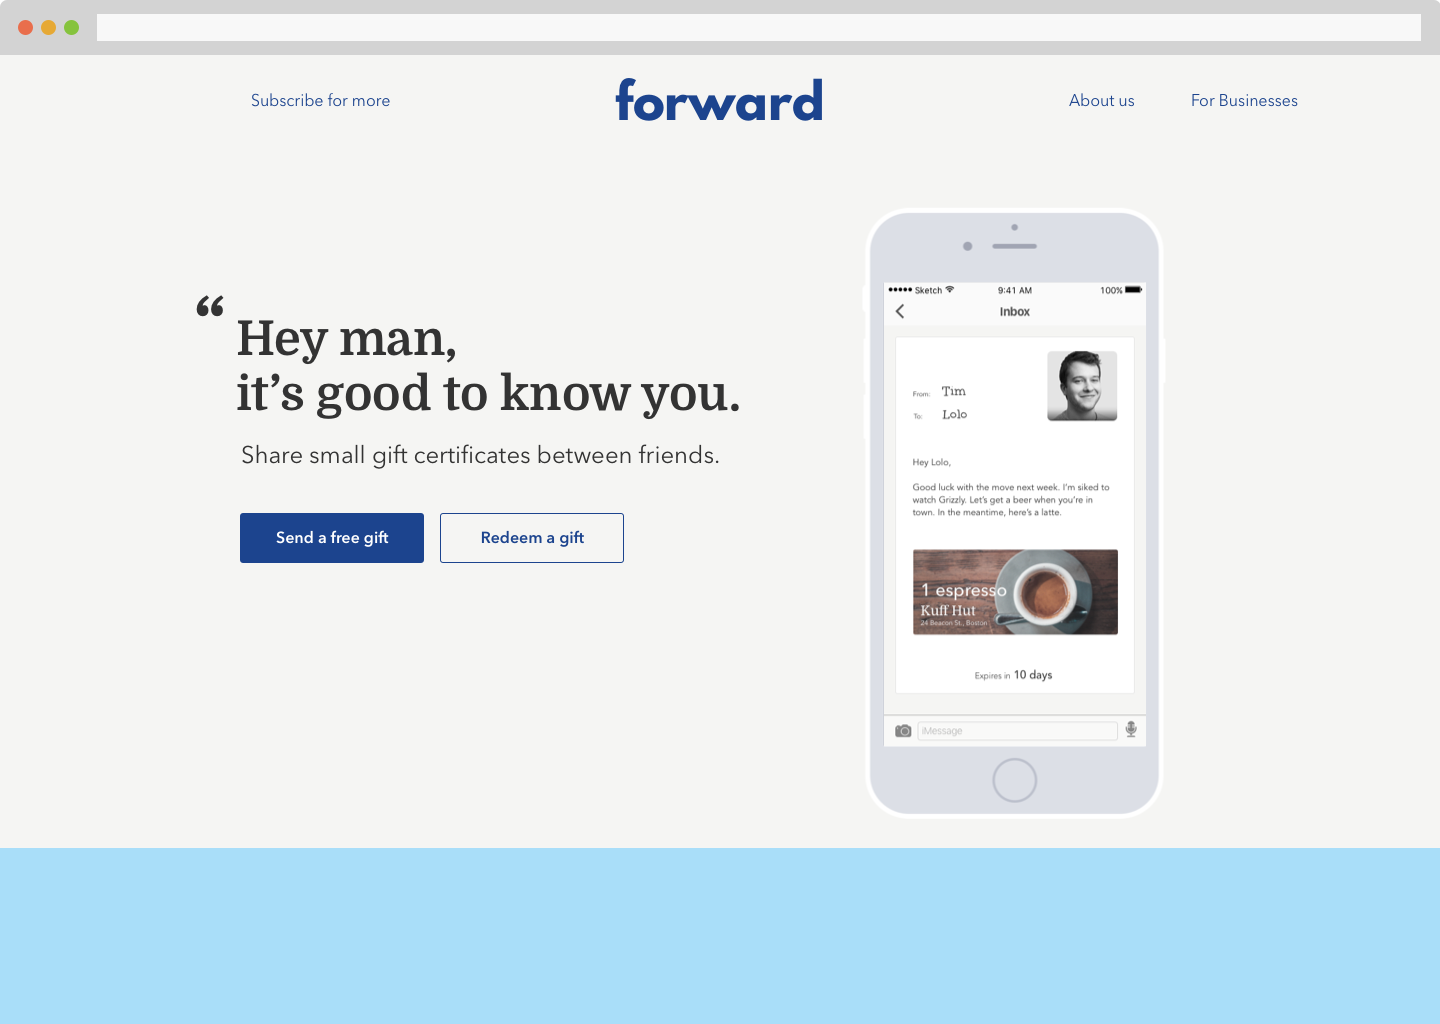 Subscribe for more
forward
About us
For Businesses
“
Hey man,
it’s good to know you.
Share small gift certificates between friends.
Send a free gift
Redeem a gift
Sketch
9:41 AM
100%
Inbox
From: Tim
To: Lolo
Hey Lolo,
Good luck with the move next week. I’m siked to
watch Grizzly. Let’s get a beer when you’re in
town. In the meantime, here’s a latte.
1 espresso
Kuff Hut
24 Beacon St., Boston
Expires in 10 days
iMessage